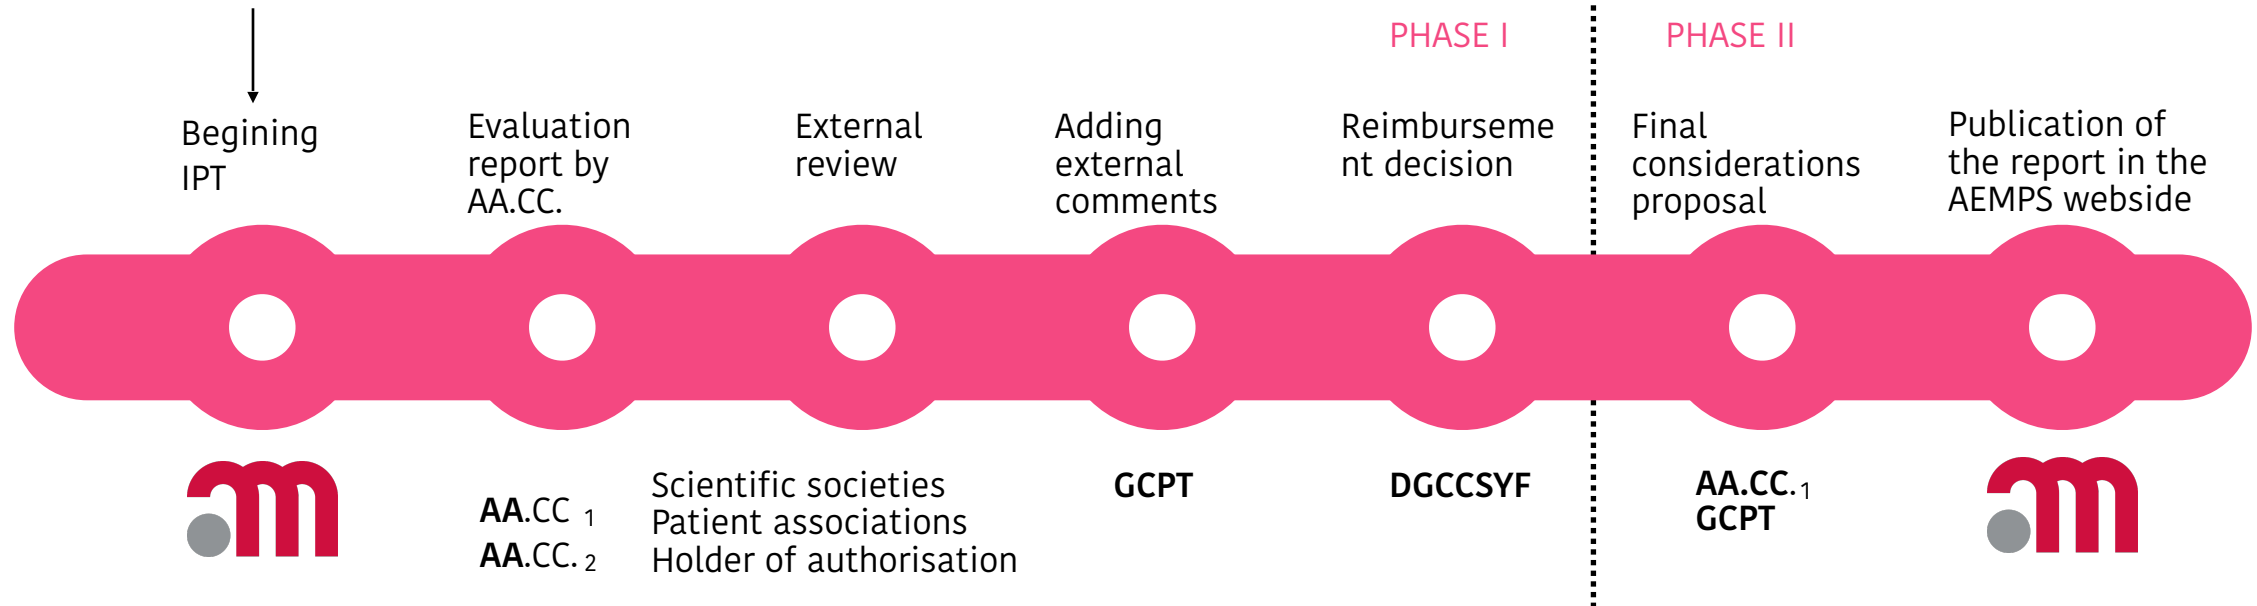 PHASE I
PHASE II
Begining
IPT
Evaluation
report by
AA.CC.
External
review
Adding
external
comments
Reimburseme
nt decision
Final
considerations
proposal
Publication of
the report in the
AEMPS webside
AA.CC 1
AA.CC. 2
Scientific societies
Patient associations
Holder of authorisation
GCPT
DGCCSYF
AA.CC.1
GCPT